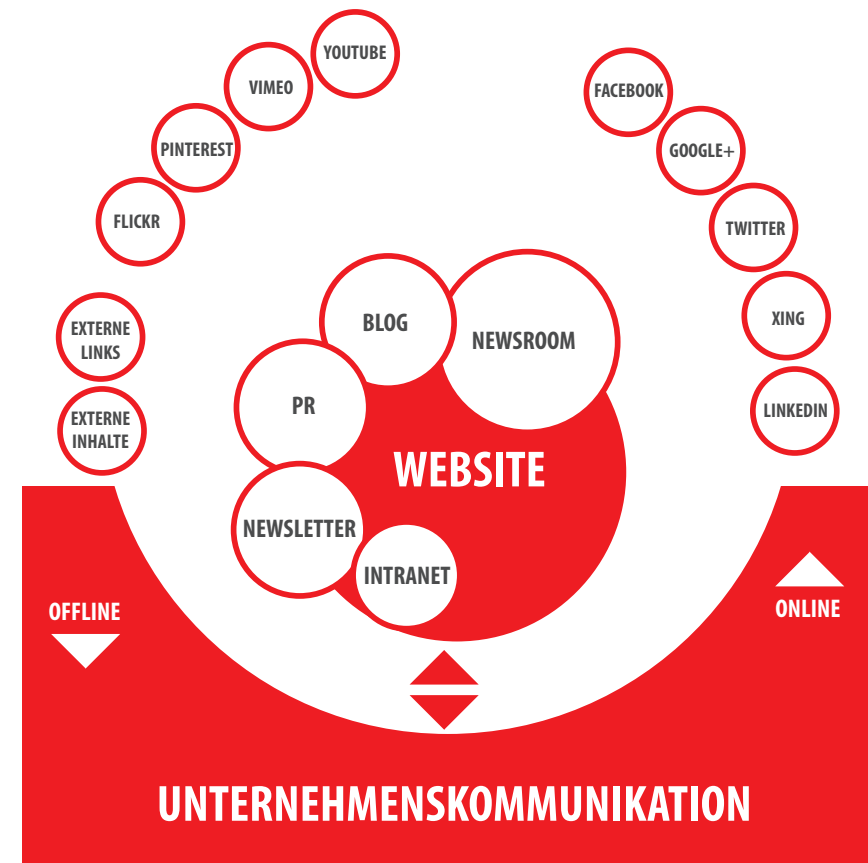 YOUTUBE
VIMEO
PINTEREST
FLICKR
EXTERNE
LINKS
EXTERNE
INHALTE
FACEBOOK
GOOGLE+
TWITTER
XING
LINKEDIN
BLOG
NEWSROOM
PR
WEBSITE
NEWSLETTER
INTRANET
OFFLINE
ONLINE
UNTERNEHMENSKOMMUNIKATION